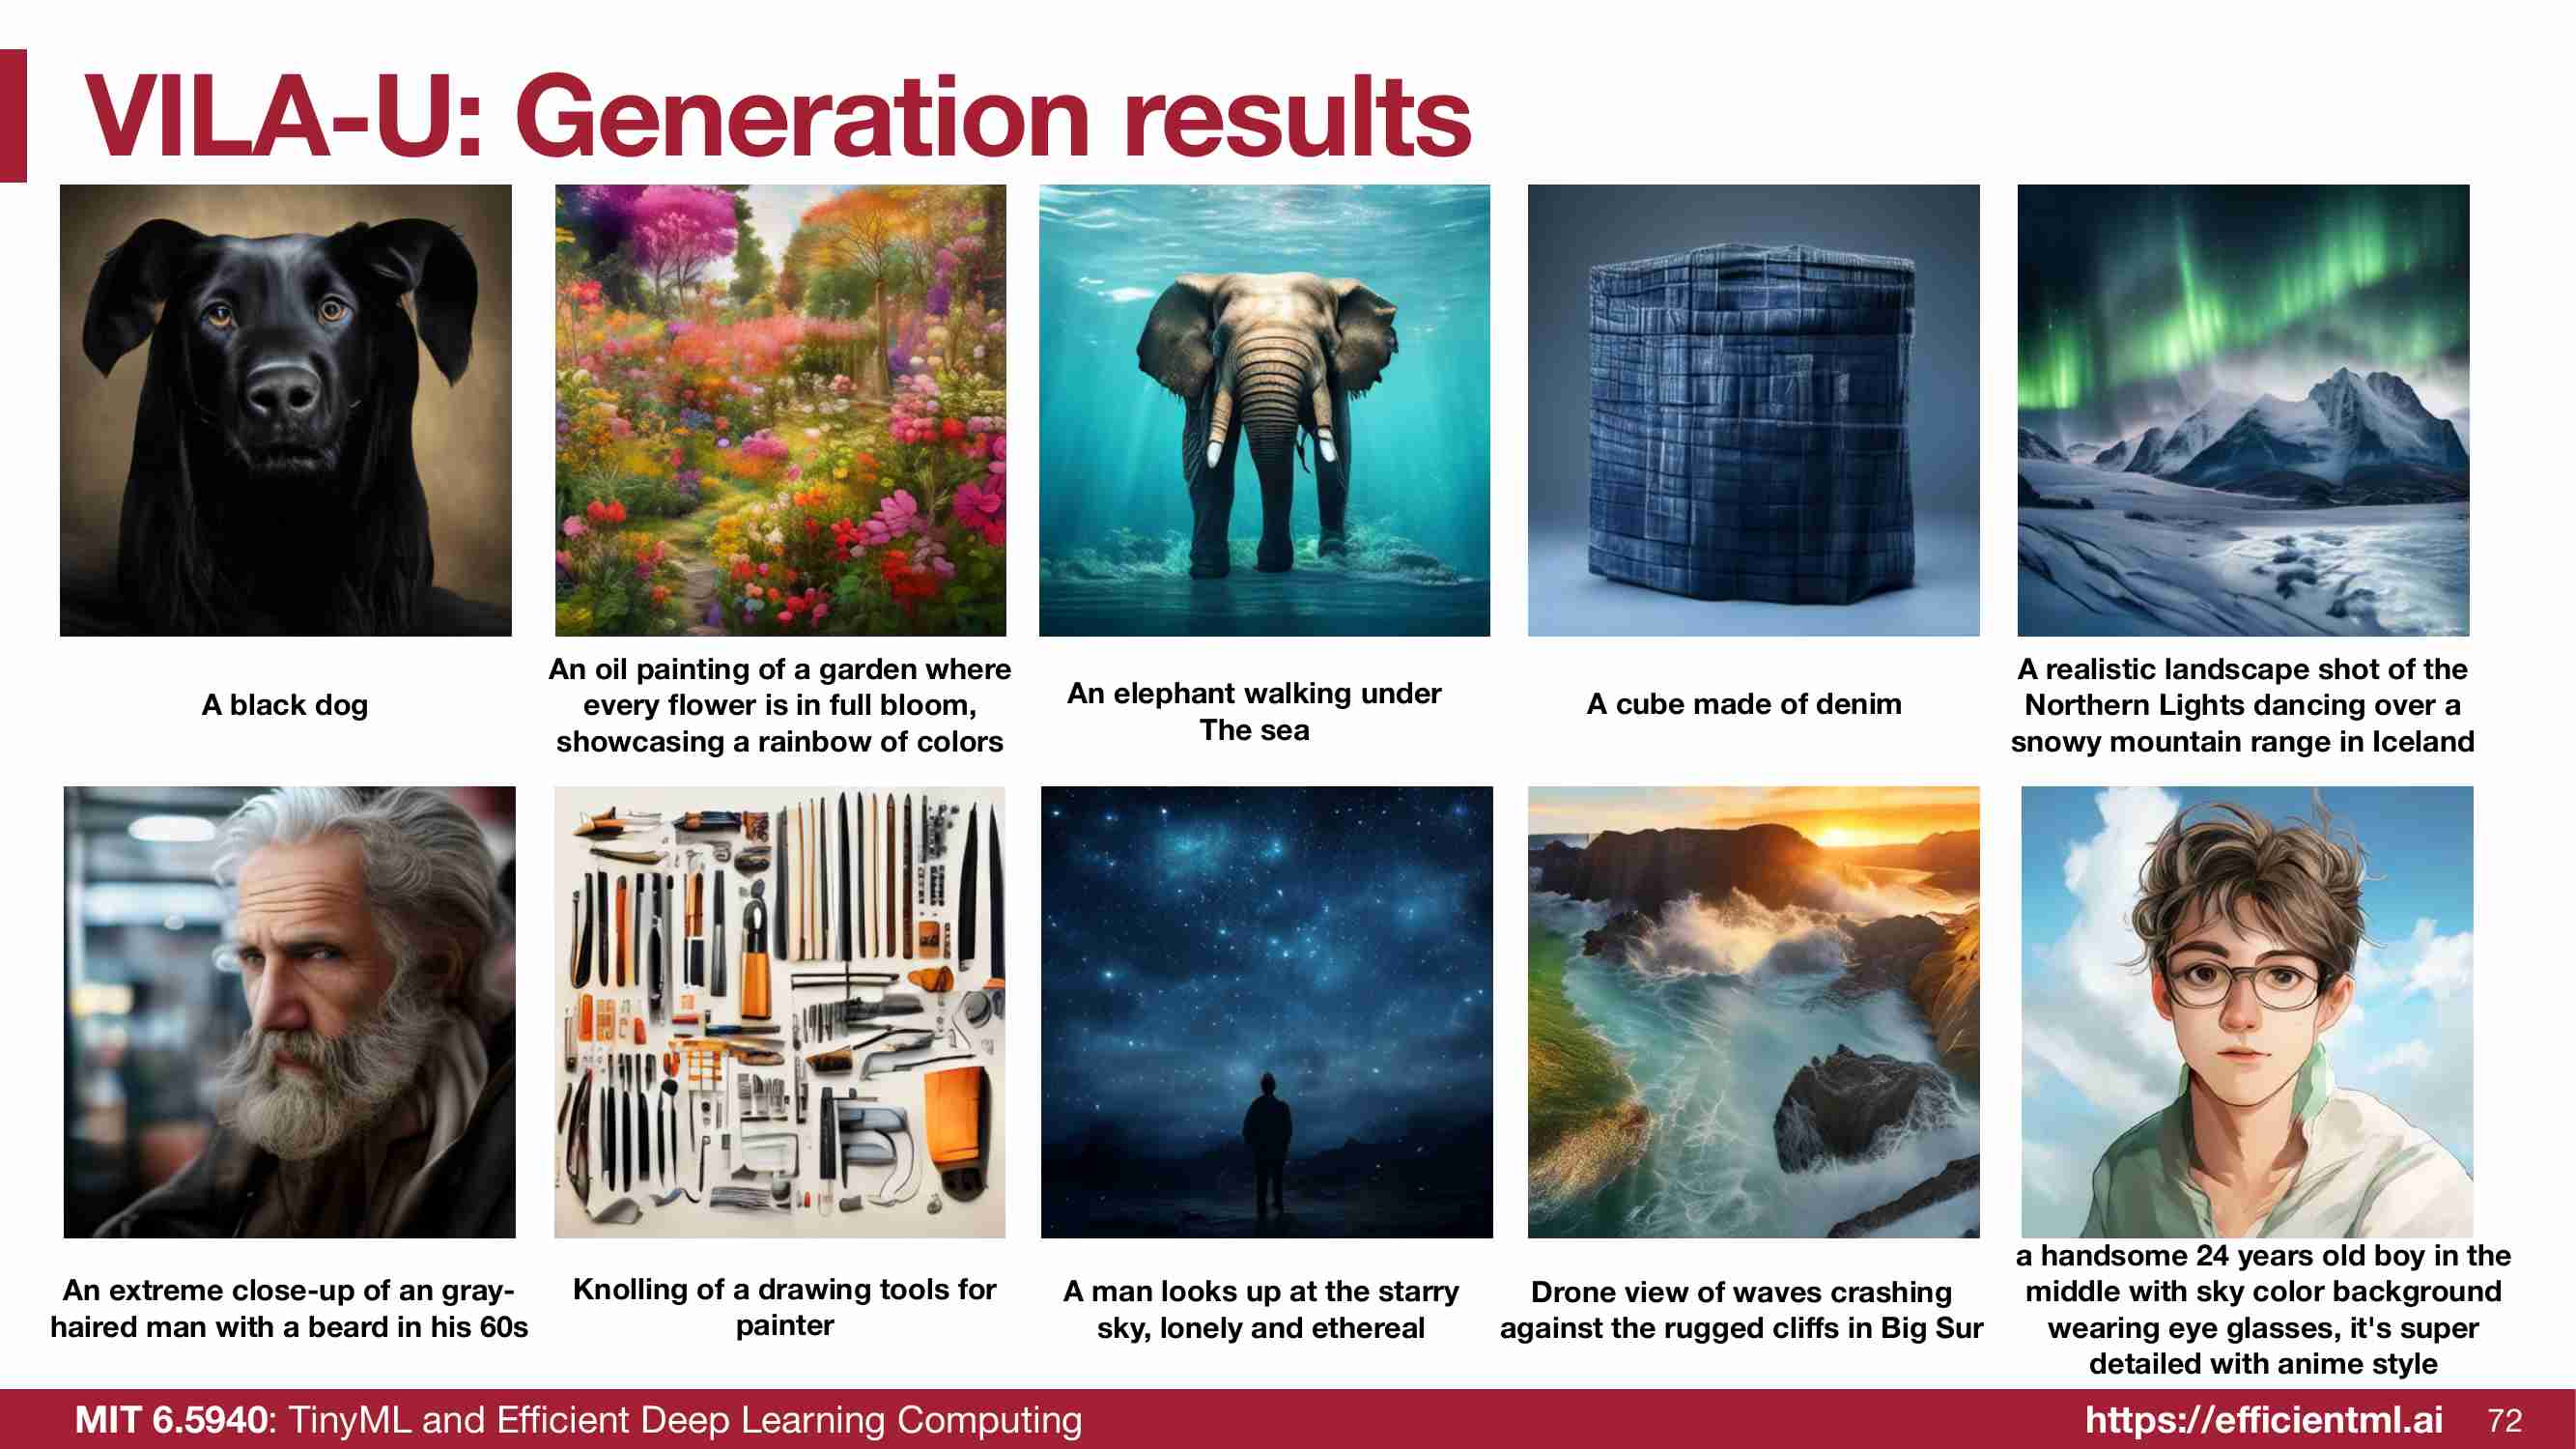 VILA-U: Generation results
A black dog
An oil painting of a garden where
every flower is in full bloom,
showcasing a rainbow of colors
An elephant walking under
The sea
A cube made of denim
A realistic landscape shot of the
Northern Lights dancing over a
snowy mountain range in Iceland
An extreme close-up of an gray-
haired man with a beard in his 60s
Knolling of a drawing tools for
painter
A man looks up at the starry
sky, lonely and ethereal
Drone view of waves crashing
against the rugged cliffs in Big Sur
a handsome 24 years old boy in the
middle with sky color background
wearing eye glasses, it's super
detailed with anime style
MIT 6.5940: TinyML and Efficient Deep Learning Computing
https://efficientml.ai
72